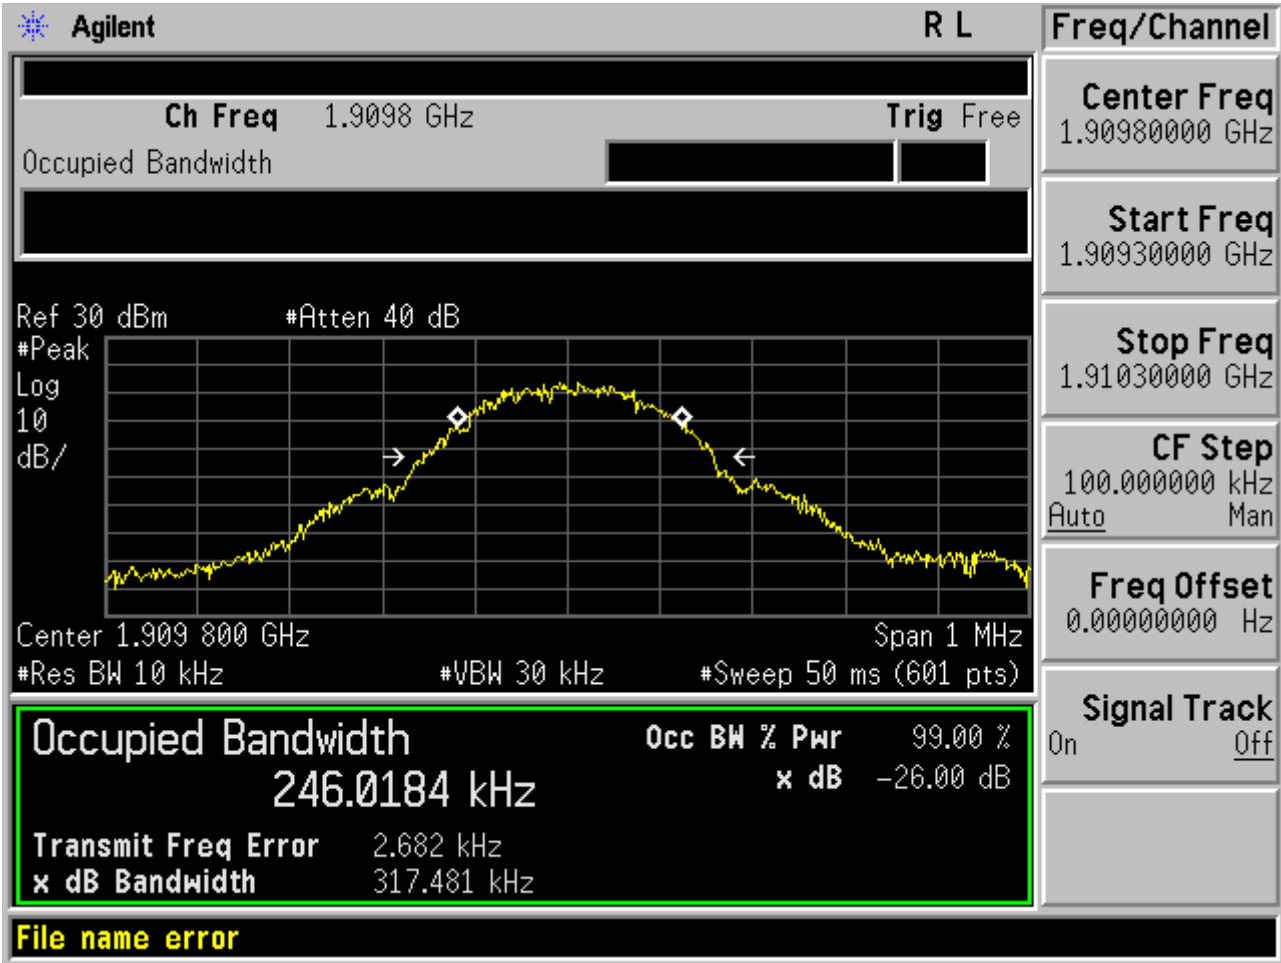 Agilent R L Freq/Channel
Ch Freq 1.9098 GHz Trig Free
Occupied Bandwidth
Center Freq
1.90980000 GHz
Start Freq
1.90930000 GHz
Ref 30 dBm #Atten 40 dB
#Peak
Log
10
dB/
Stop Freq
1.91030000 GHz
CF Step
100.000000 kHz
Auto Man
Freq Offset
0.00000000 Hz
Center 1.909 800 GHz Span 1 MHz
#Res BW 10 kHz #VBW 30 kHz #Sweep 50 ms (601 pts)
Signal Track
On Off
Occupied Bandwidth Occ BW % Pwr 99.00 %
246.0184 kHz x dB -26.00 dB
Transmit Freq Error 2.682 kHz
x dB Bandwidth 317.481 kHz
File name error